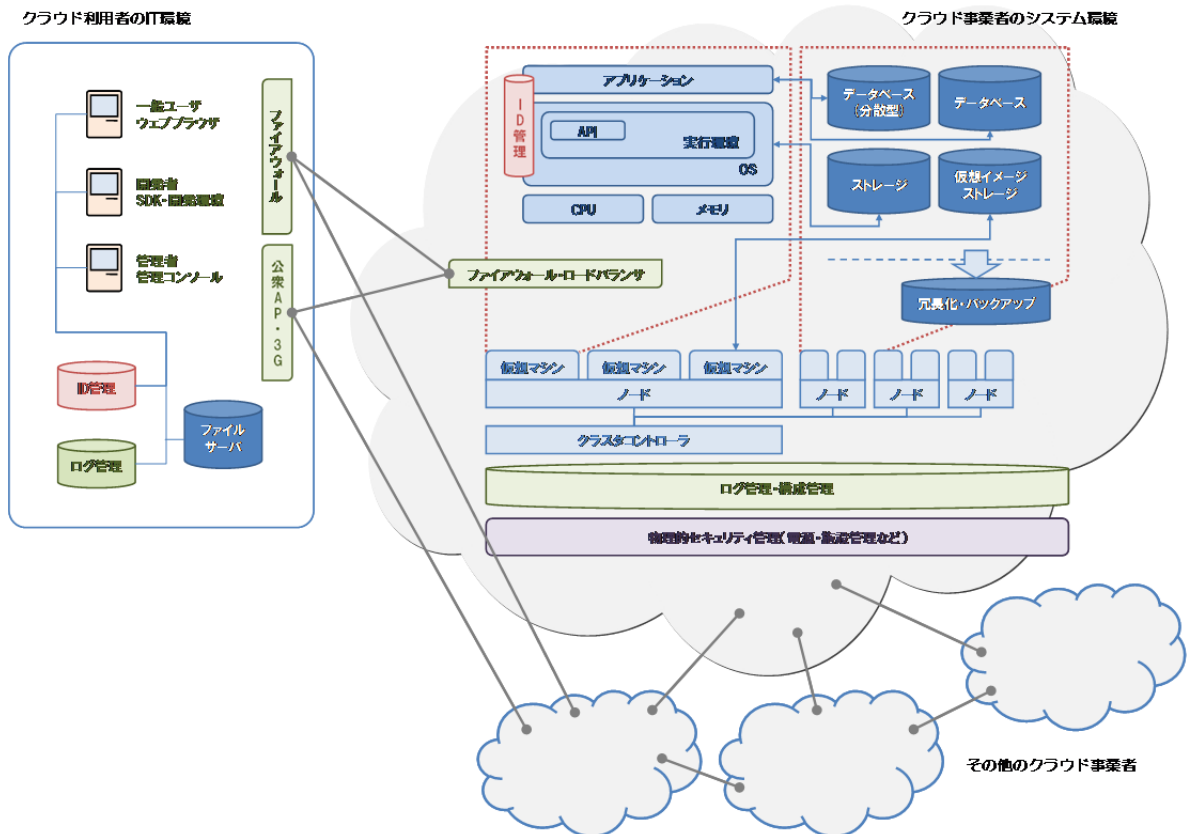 クラウド利用者のIT環境
クラウド事業者のシステム環境
一般ユーザ
ウェブブラウザ
開発者
SDK・開発環境
管理者
管理コンソール
ファイアウォール
公衆AP・3G
ID管理
ログ管理
ファイル
サーバ
ID管理
アプリケーション
API
実行環境
OS
CPU
メモリ
データベース
(分散型)
データベース
ストレージ
仮想イメージ
ストレージ
冗長化・バックアップ
ファイアウォール・ロードバランサ
仮想マシン
仮想マシン
仮想マシン
ノード
ノード
ノード
ノード
クラスタコントローラ
ログ管理・構成管理
物理的セキュリティ管理(電源・施設管理など)
その他のクラウド事業者